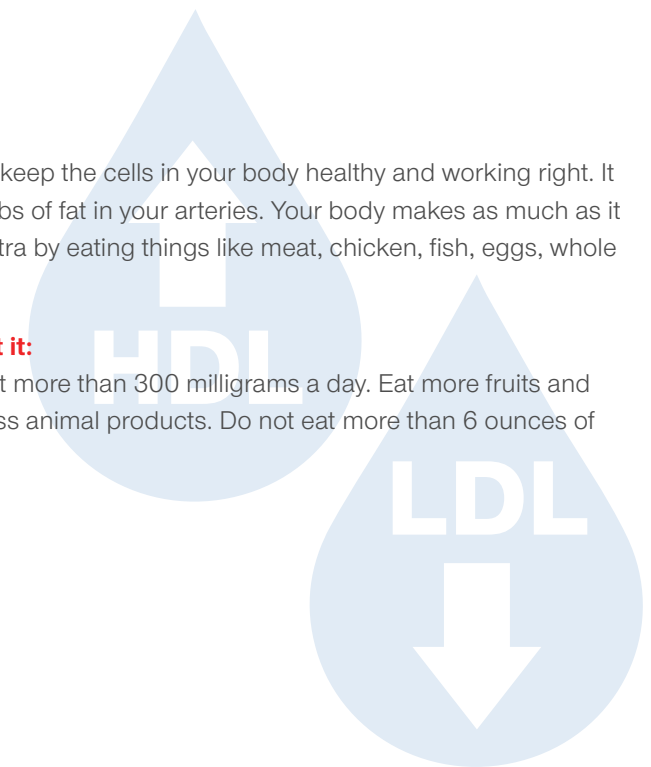 keep the cells in your body healthy and working right. It
bs of fat in your arteries. Your body makes as much as it
tra by eating things like meat, chicken, fish, eggs, whole
t it:
HDL
t more than 300 milligrams a day. Eat more fruits and
ss animal products. Do not eat more than 6 ounces of
LDL